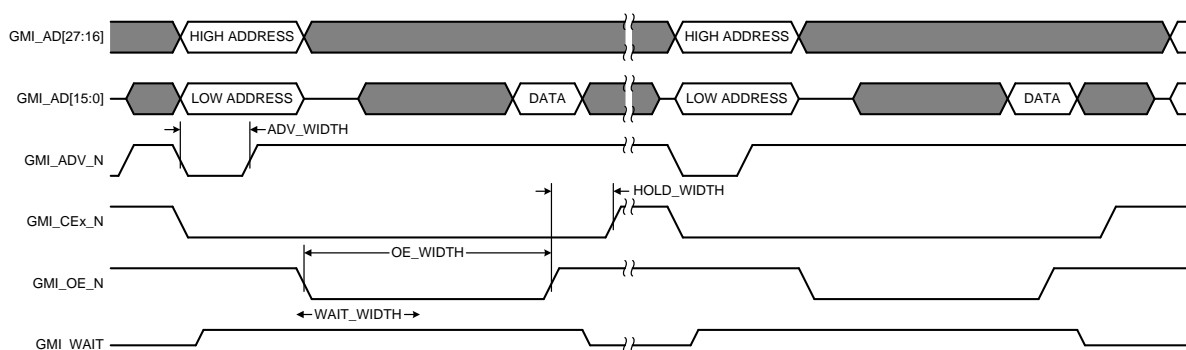 GMI_AD[27:16] HIGH ADDRESS HIGH ADDRESS
GMI_AD[15:0] LOW ADDRESS DATA LOW ADDRESS DATA
ADV_WIDTH
GMI_ADV_N
HOLD_WIDTH
GMI_CEx_N
OE_WIDTH
GMI_OE_N
WAIT_WIDTH
GMI_WAIT